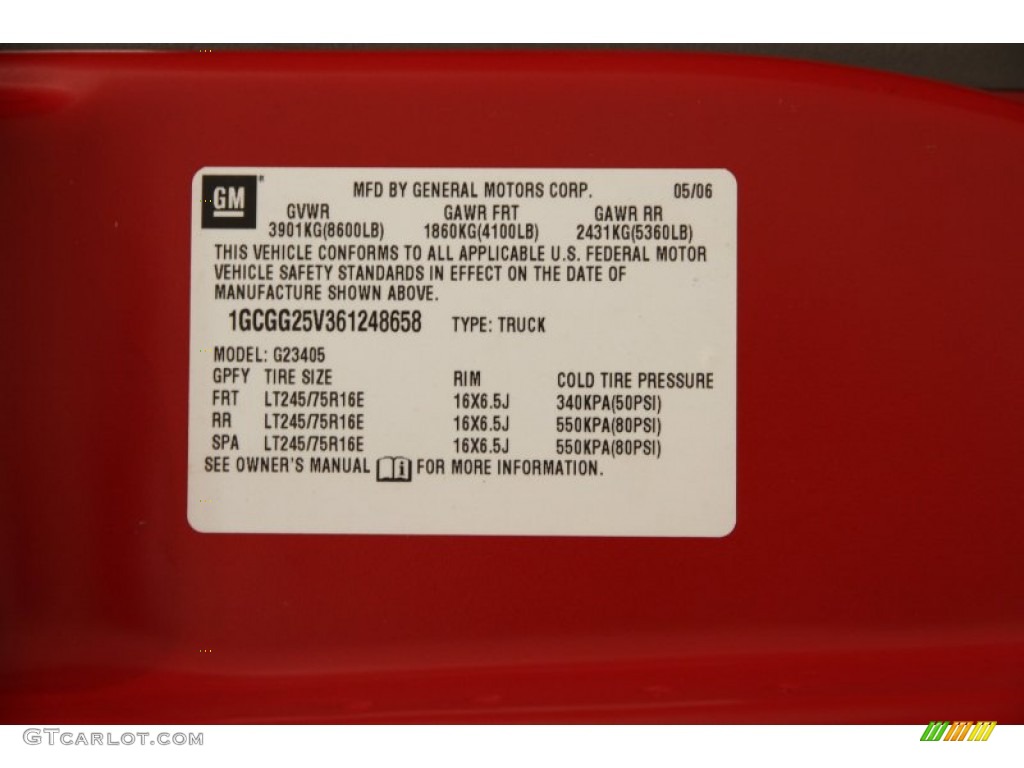 GM
MFD BY GENERAL MOTORS CORP. 05/06
GVWR GAWR FRT GAWR RR
3901KG(8600LB) 1860KG(4100LB) 2431KG(5360LB)
THIS VEHICLE CONFORMS TO ALL APPLICABLE U.S. FEDERAL MOTOR
VEHICLE SAFETY STANDARDS IN EFFECT ON THE DATE OF
MANUFACTURE SHOWN ABOVE.
1GCGG25V361248658 TYPE: TRUCK
MODEL: G23405
GPFY TIRE SIZE RIM COLD TIRE PRESSURE
FRT LT245/75R16E 16X6.5J 340KPA(50PSI)
RR LT245/75R16E 16X6.5J 550KPA(80PSI)
SPA LT245/75R16E 16X6.5J 550KPA(80PSI)
SEE OWNER'S MANUAL i FOR MORE INFORMATION.
GTCARLOT.COM